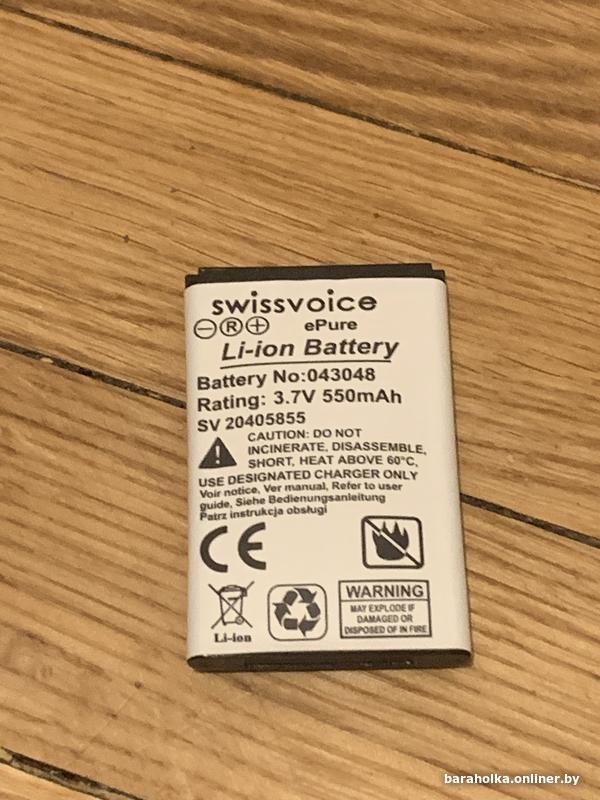 swissvoice
ePure
Li-ion Battery
Battery No:043048
Rating: 3.7V 550mAh
SV 20405855
CAUTION: DO NOT
INCINERATE, DISASSEMBLE,
SHORT, HEAT ABOVE 60°C,
USE DESIGNATED CHARGER ONLY
Voir notice, Ver manual, Refer to user
guide, Siehe Bedienungsanleitung
Patrz instrukcja obsługi
CE
Li-ion
WARNING
MAY EXPLODE IF
DAMAGED OR
DISPOSED OF IN FIRE
baraholka.onliner.by